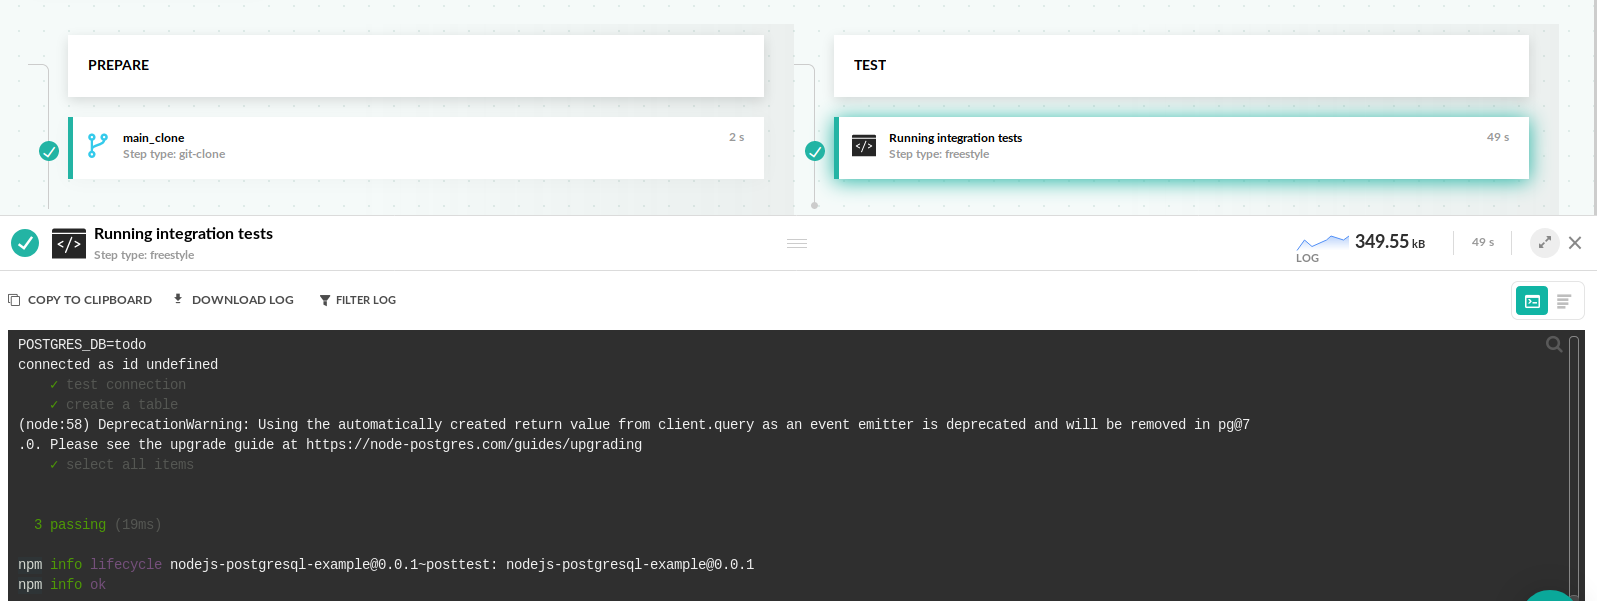 PREPARE
TEST
main_clone
2 s
Step type: git-clone
</>
Running integration tests
49 s
Step type: freestyle
</>
Running integration tests
Step type: freestyle
349.55 kB
LOG
49 s
COPY TO CLIPBOARD
DOWNLOAD LOG
FILTER LOG
POSTGRES_DB=todo
connected as id undefined
✓ test connection
✓ create a table
(node:58) DeprecationWarning: Using the automatically created return value from client.query as an event emitter is deprecated and will be removed in pg@7
.0. Please see the upgrade guide at https://node-postgres.com/guides/upgrading
✓ select all items
3 passing (19ms)
npm info lifecycle nodejs-postgresql-example@0.0.1~posttest: nodejs-postgresql-example@0.0.1
npm info ok